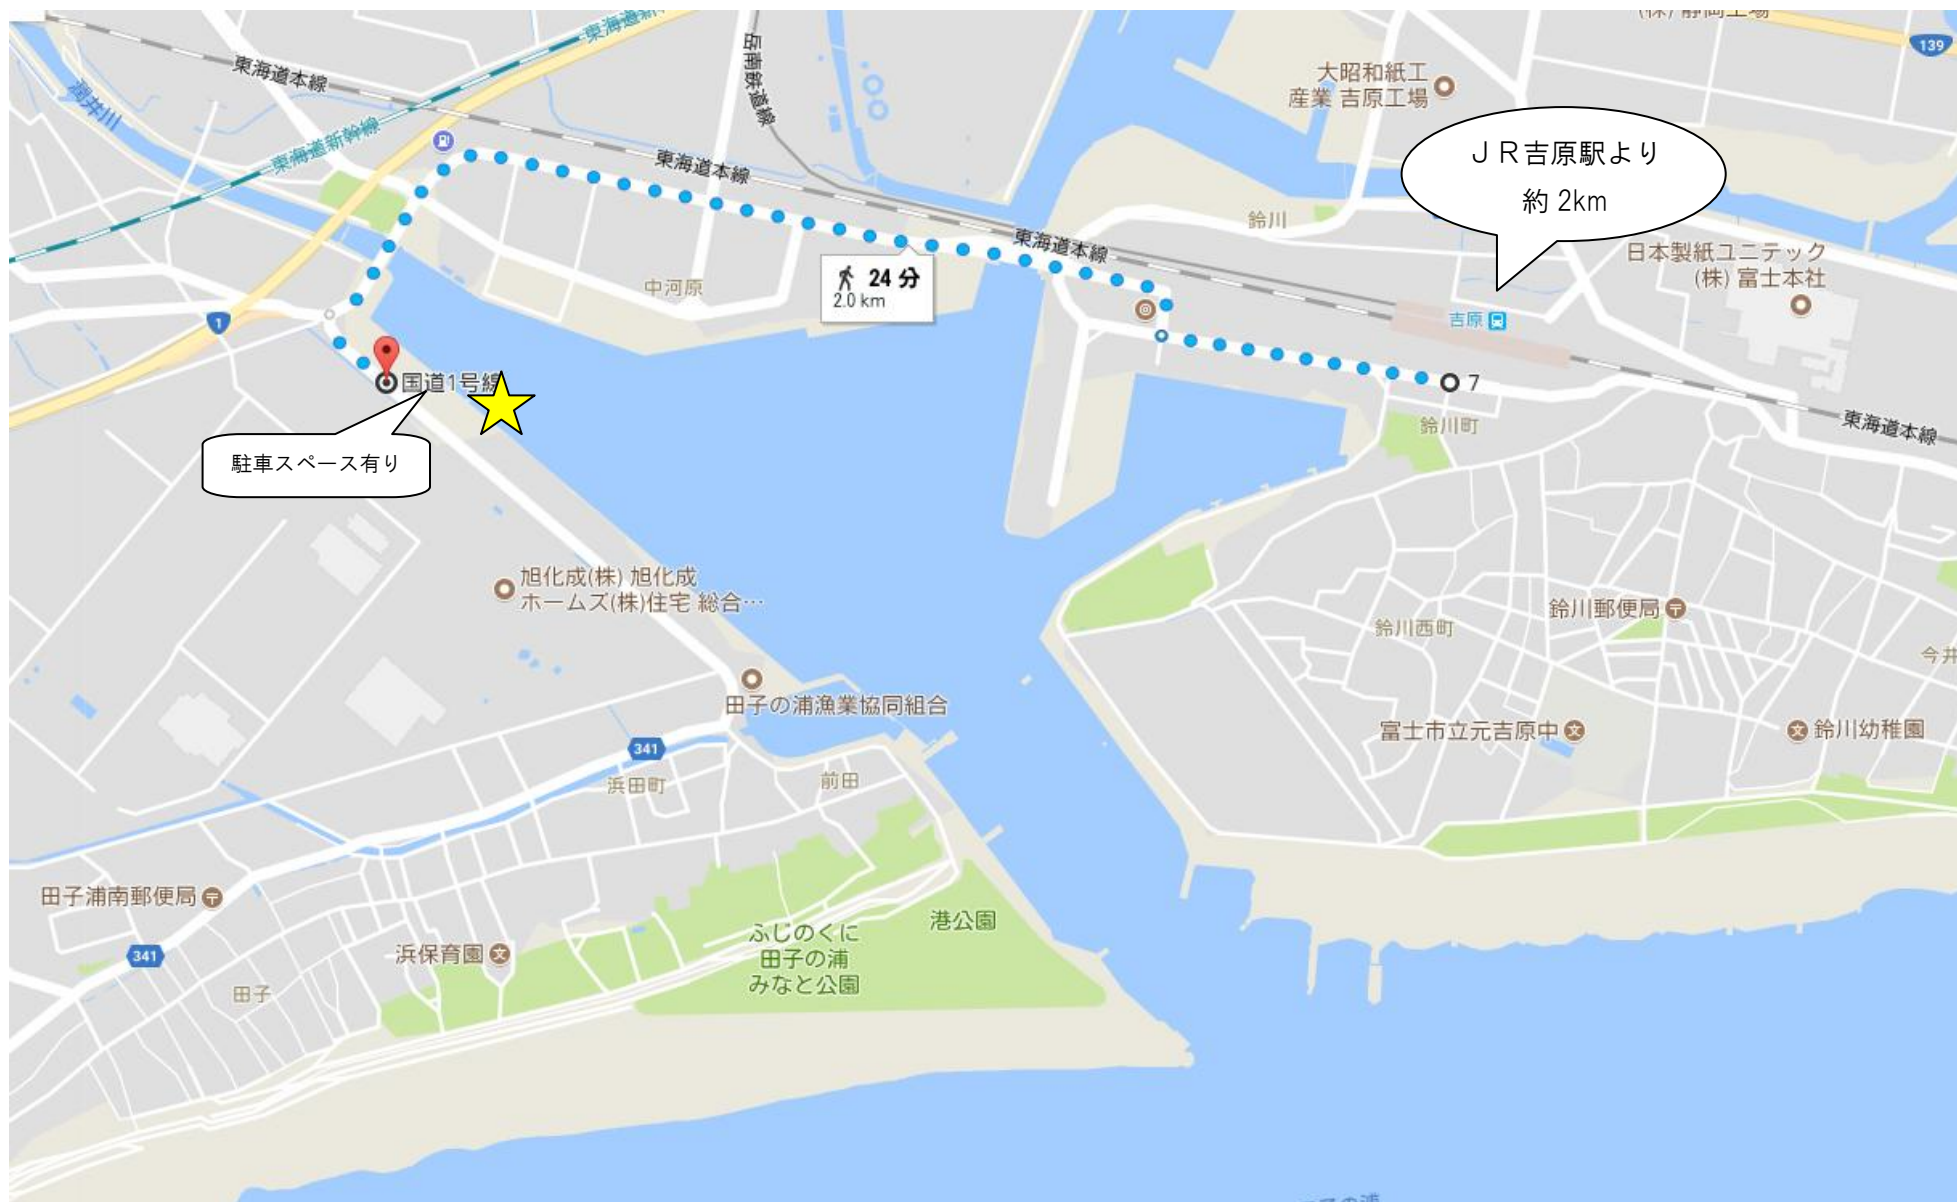 東海道新幹線
139
東海道本線
岳南鉄道線
大昭和紙工
産業 吉原工場
潤井川
東海道新幹線
東海道本線
ＪＲ吉原駅より
約 2km
鈴川
東海道本線
日本製紙ユニテック
(株) 富士本社
24 分
2.0 km
中河原
1
吉原
国道1号線
7
鈴川町
東海道本線
駐車スペース有り
旭化成(株) 旭化成
ホームズ(株)住宅 総合…
鈴川郵便局
鈴川西町
今井
田子の浦漁業協同組合
富士市立元吉原中
鈴川幼稚園
341
浜田町
前田
田子浦南郵便局
港公園
ふじのくに
田子の浦
みなと公園
341
浜保育園
田子